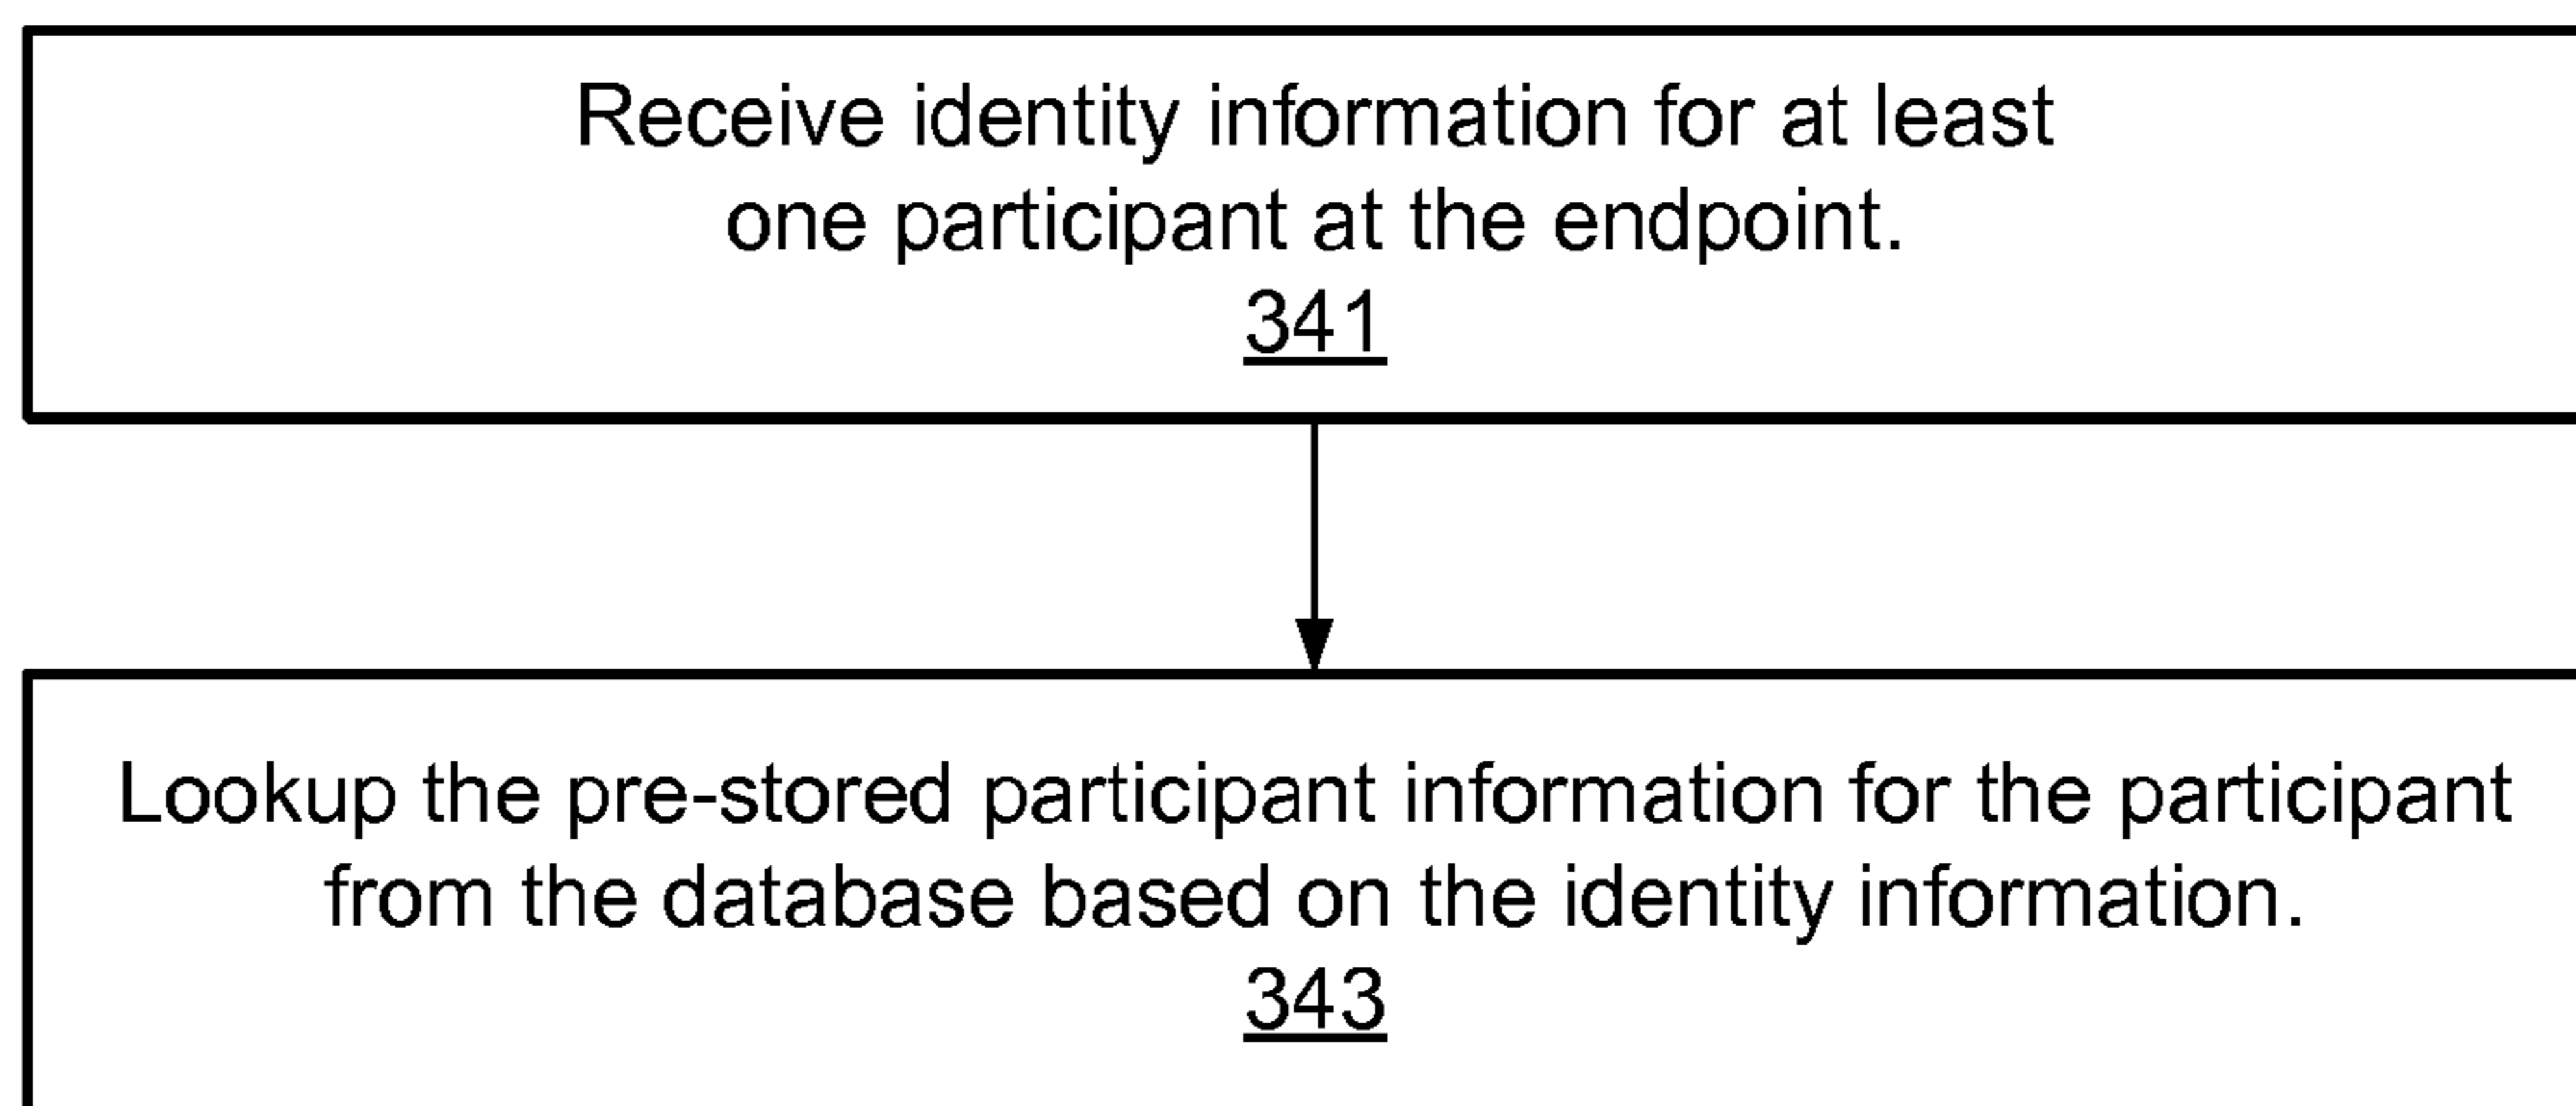 Receive identity information for at least
one participant at the endpoint.
341
Lookup the pre-stored participant information for the participant
from the database based on the identity information.
343